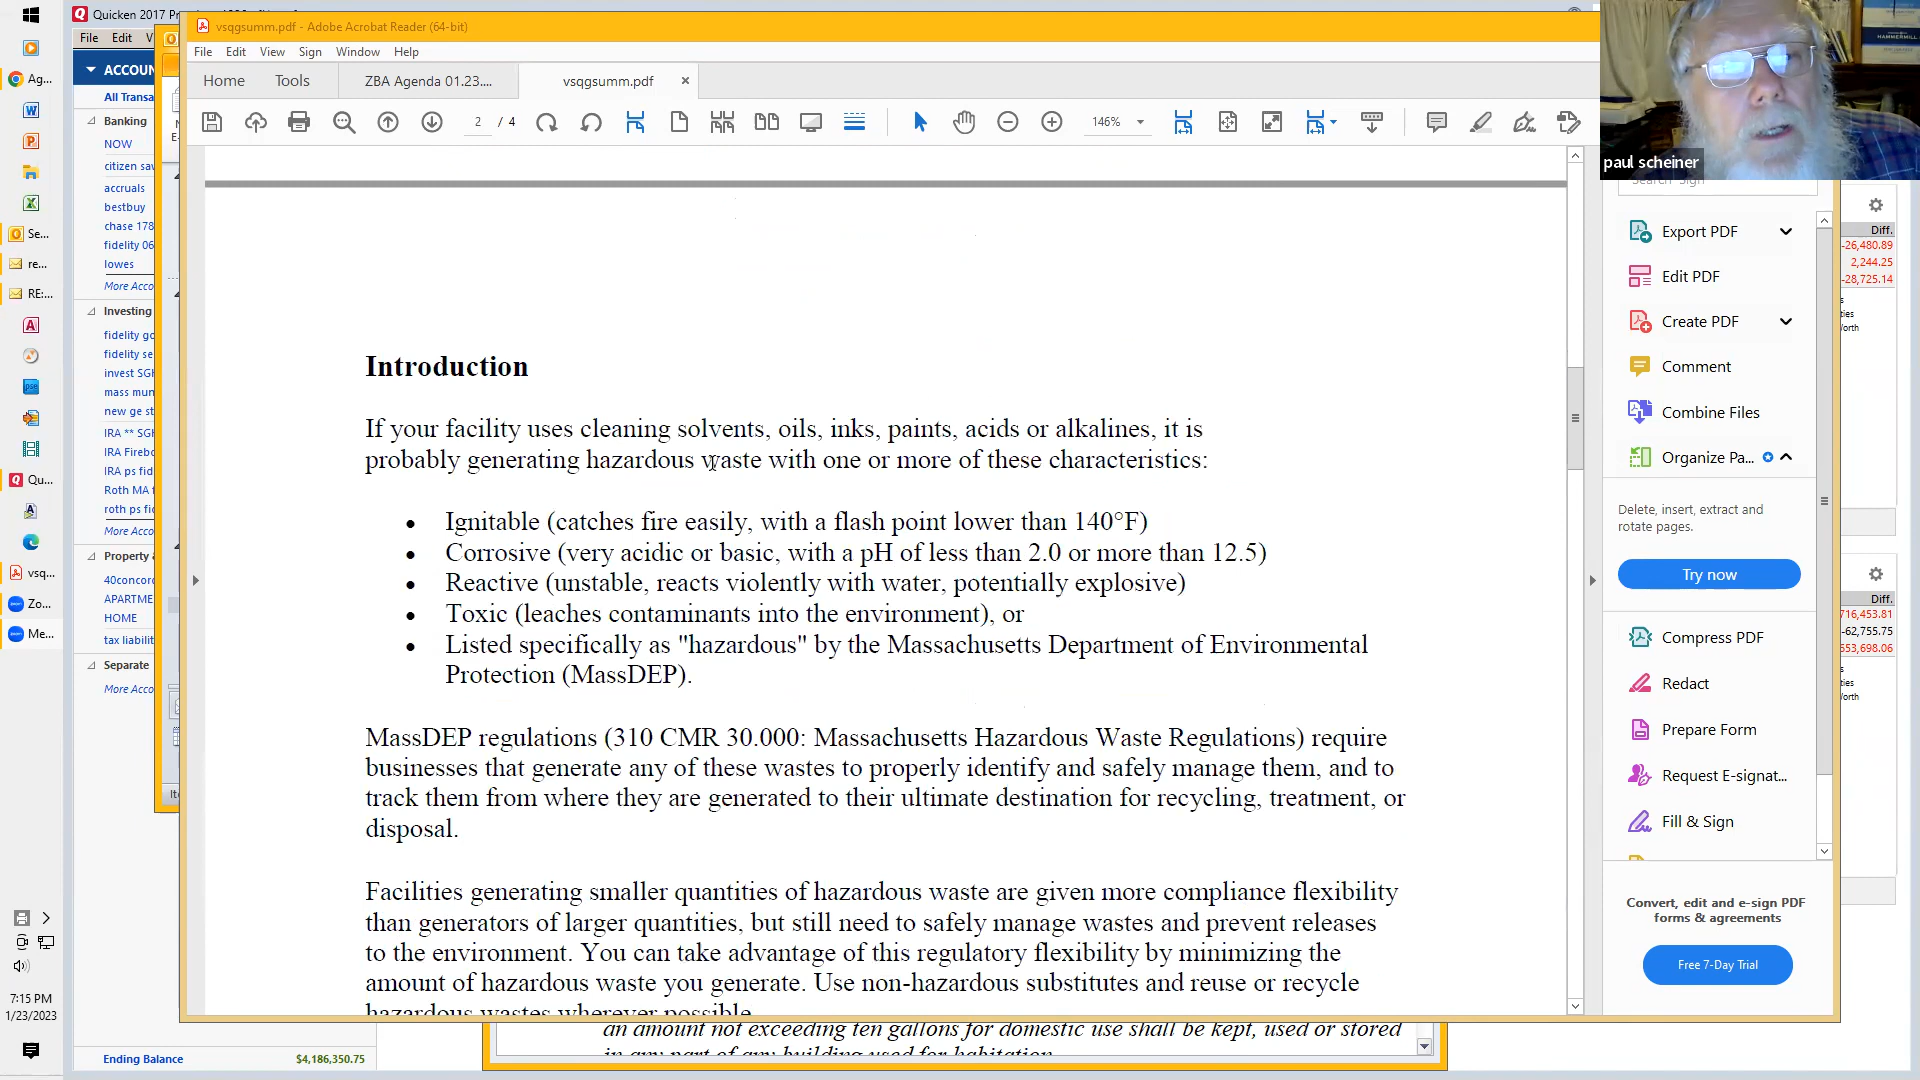 Quicken 2017 Pr
File Edit V
ACCOUN
All Transa
Banking
NOW
citizen sav
accruals
bestbuy
chase 178
fidelity 06
lowes
More Acco
Investing
fidelity go
fidelity se
invest SGH
mass mun
new ge st
IRA ** SGH
IRA Firebo
IRA ps fid
Roth MA f
roth ps fid
More Acco
Property &
40concord
APARTME
HOME
tax liabilit
Separate
More Acco
Ending Balance $4,186,350.75
Ag...
Se...
re...
RE:...
Qu...
vsq...
Zo...
Me...
7:15 PM
1/23/2023
vsqgsumm.pdf - Adobe Acrobat Reader (64-bit)
File Edit View Sign Window Help
Home Tools ZBA Agenda 01.23.... vsqgsumm.pdf
2 / 4 146%
Introduction
If your facility uses cleaning solvents, oils, inks, paints, acids or alkalines, it is
probably generating hazardous waste with one or more of these characteristics:
• Ignitable (catches fire easily, with a flash point lower than 140°F)
• Corrosive (very acidic or basic, with a pH of less than 2.0 or more than 12.5)
• Reactive (unstable, reacts violently with water, potentially explosive)
• Toxic (leaches contaminants into the environment), or
• Listed specifically as "hazardous" by the Massachusetts Department of Environmental
Protection (MassDEP).
MassDEP regulations (310 CMR 30.000: Massachusetts Hazardous Waste Regulations) require
businesses that generate any of these wastes to properly identify and safely manage them, and to
track them from where they are generated to their ultimate destination for recycling, treatment, or
disposal.
Facilities generating smaller quantities of hazardous waste are given more compliance flexibility
than generators of larger quantities, but still need to safely manage wastes and prevent releases
to the environment. You can take advantage of this regulatory flexibility by minimizing the
amount of hazardous waste you generate. Use non-hazardous substitutes and reuse or recycle
hazardous wastes wherever possible.
an amount not exceeding ten gallons for domestic use shall be kept, used or stored
in any part of any building used for habitation
HAMMERMILL
paul scheiner
Search 'Sign'
Export PDF
Edit PDF
Create PDF
Comment
Combine Files
Organize Pa...
Delete, insert, extract and
rotate pages.
Try now
Compress PDF
Redact
Prepare Form
Request E-signat...
Fill & Sign
Convert, edit and e-sign PDF
forms & agreements
Free 7-Day Trial
Diff.
-26,480.89
2,244.25
-28,725.14
s
ties
orth
Diff.
716,453.81
-62,755.75
553,698.06
s
ties
orth